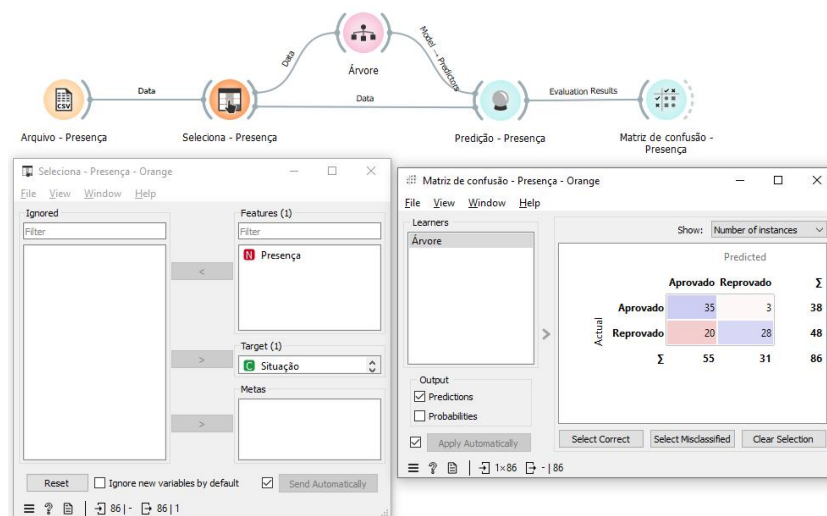 Data
Model → Predictors
Árvore
Data
Data
Evaluation Results
CSV
Arquivo - Presença
Seleciona - Presença
Predição - Presença
Matriz de confusão -
Presença
Seleciona - Presença - Orange
File View Window Help
Ignored
Filter
Features (1)
Filter
N Presença
<
>
Target (1)
C Situação
Metas
>
Reset
Ignore new variables by default
Send Automatically
86 | - 86 | 1
Matriz de confusão - Presença - Orange
File View Window Help
Learners
Árvore
>
Output
Predictions
Probabilities
Apply Automatically
Show: Number of instances
Predicted
Aprovado Reprovado Σ
Actual
Aprovado 35 3 38
Reprovado 20 28 48
Σ 55 31 86
Select Correct Select Misclassified Clear Selection
1×86 - | 86